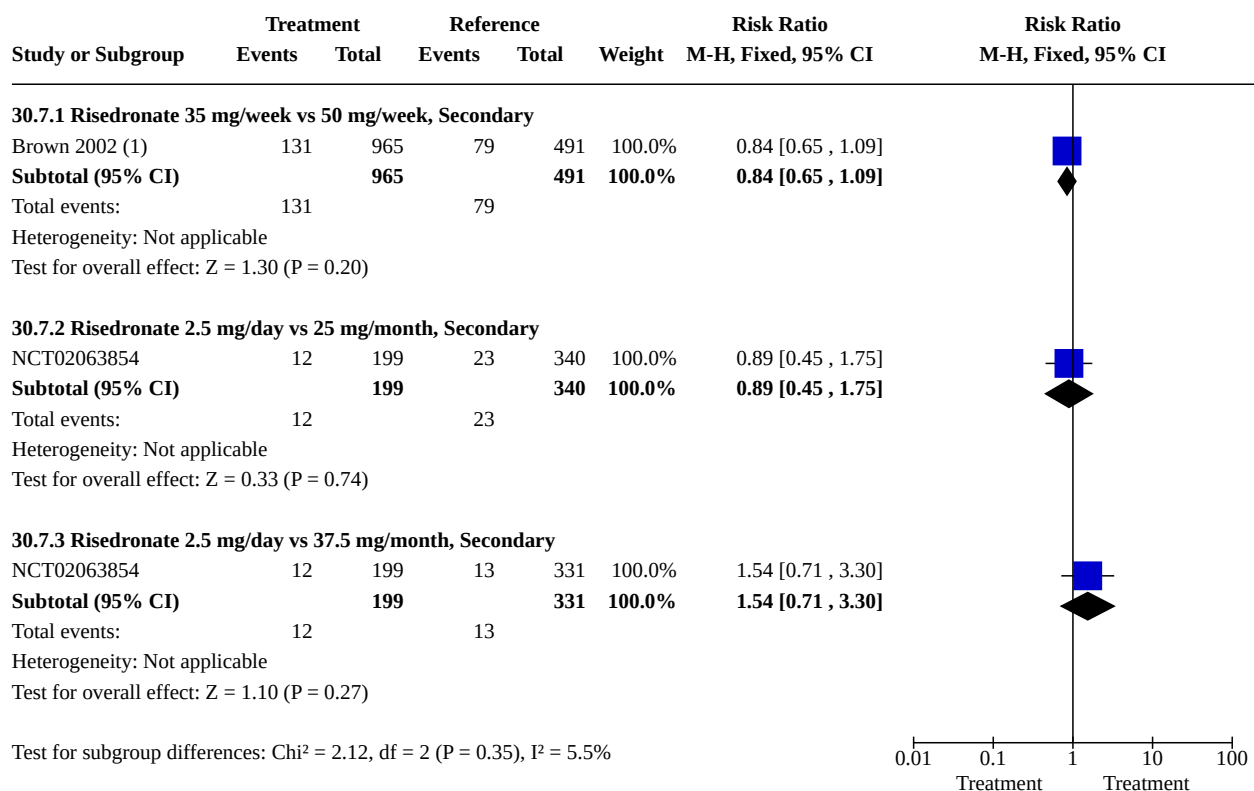 Treatment Reference Risk Ratio Risk Ratio
Study or Subgroup Events Total Events Total Weight M-H, Fixed, 95% CI M-H, Fixed, 95% CI
30.7.1 Risedronate 35 mg/week vs 50 mg/week, Secondary
Brown 2002 (1) 131 965 79 491 100.0% 0.84 [0.65 , 1.09]
Subtotal (95% CI) 965 491 100.0% 0.84 [0.65 , 1.09]
Total events: 131 79
Heterogeneity: Not applicable
Test for overall effect: Z = 1.30 (P = 0.20)
30.7.2 Risedronate 2.5 mg/day vs 25 mg/month, Secondary
NCT02063854 12 199 23 340 100.0% 0.89 [0.45 , 1.75]
Subtotal (95% CI) 199 340 100.0% 0.89 [0.45 , 1.75]
Total events: 12 23
Heterogeneity: Not applicable
Test for overall effect: Z = 0.33 (P = 0.74)
30.7.3 Risedronate 2.5 mg/day vs 37.5 mg/month, Secondary
NCT02063854 12 199 13 331 100.0% 1.54 [0.71 , 3.30]
Subtotal (95% CI) 199 331 100.0% 1.54 [0.71 , 3.30]
Total events: 12 13
Heterogeneity: Not applicable
Test for overall effect: Z = 1.10 (P = 0.27)
Test for subgroup differences: Chi² = 2.12, df = 2 (P = 0.35), I² = 5.5%
0.01 0.1 1 10 100
Treatment Treatment